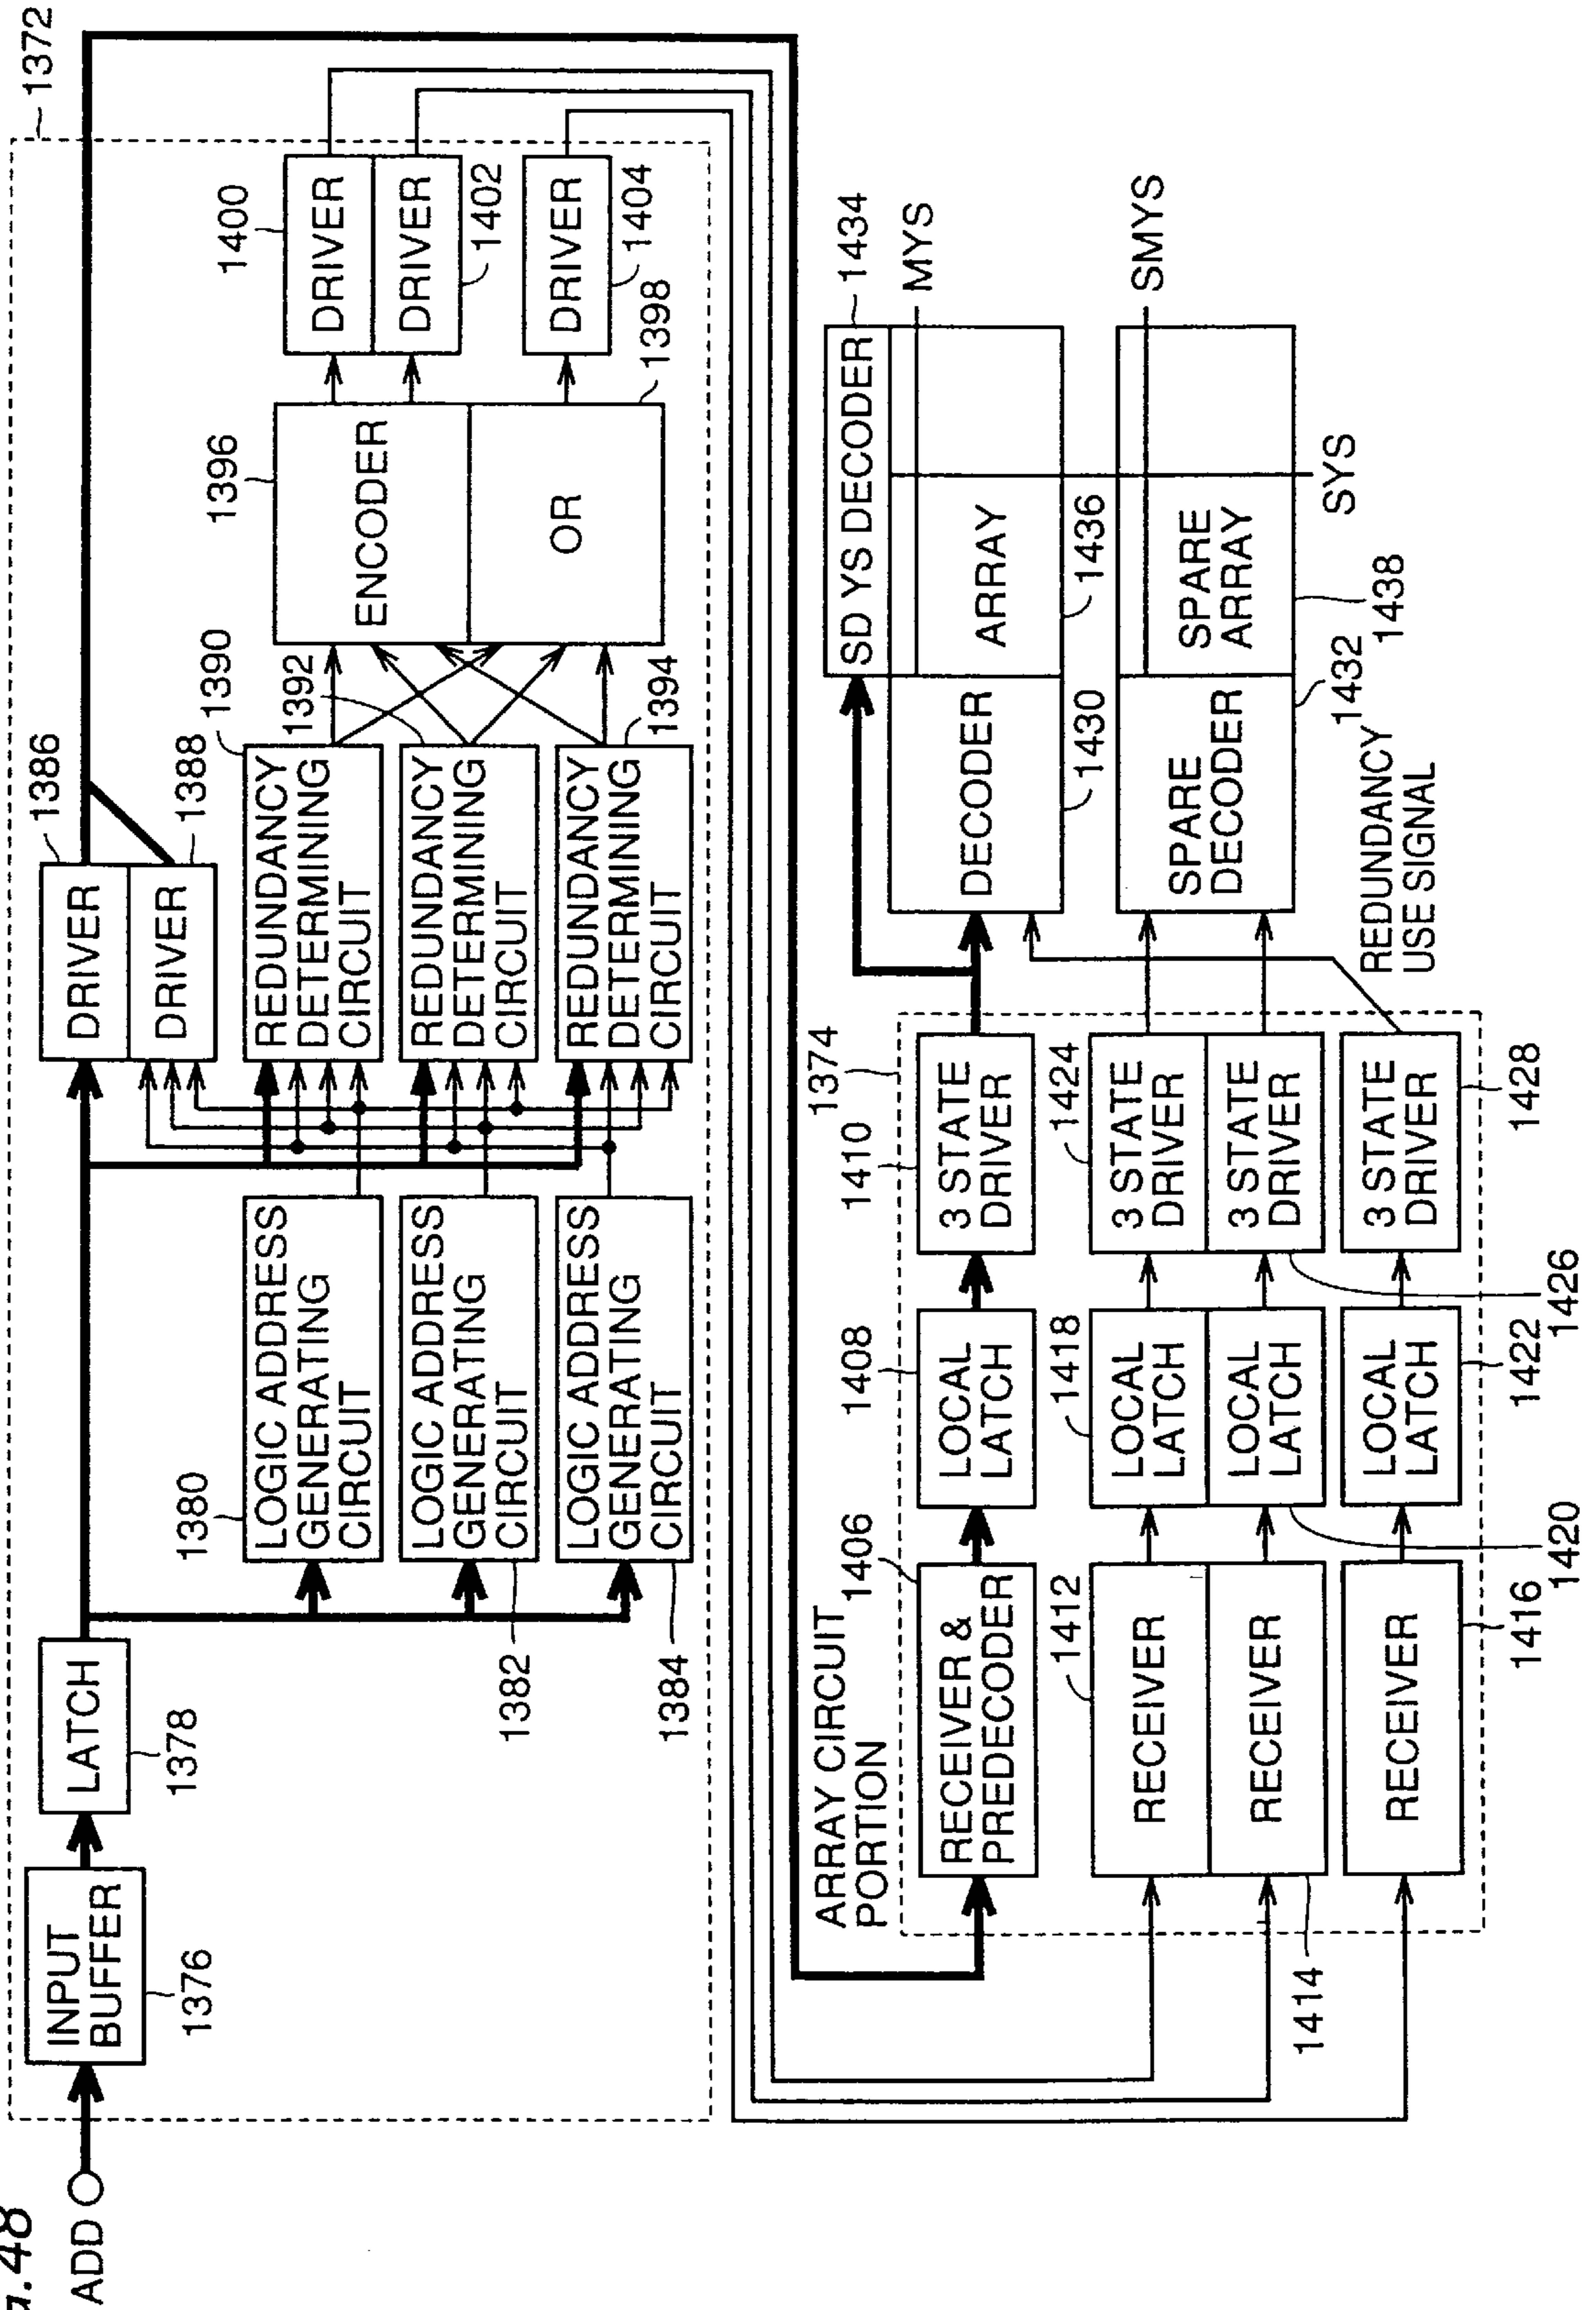 .48
ADD
INPUT
BUFFER
1376
LATCH
1378
1380
LOGIC ADDRESS
GENERATING
CIRCUIT
LOGIC ADDRESS
GENERATING
CIRCUIT
1382
LOGIC ADDRESS
GENERATING
CIRCUIT
1384
DRIVER
1386
DRIVER
1388
REDUNDANCY
DETERMINING
CIRCUIT
1390
REDUNDANCY
DETERMINING
CIRCUIT
1392
REDUNDANCY
DETERMINING
CIRCUIT
1394
1396
ENCODER
OR
1398
1400
DRIVER
DRIVER
1402
DRIVER
1404
1372
ARRAY CIRCUIT
PORTION
1374
1406
RECEIVER &
PREDECODER
1408
LOCAL
LATCH
1410
3 STATE
DRIVER
1412
RECEIVER
RECEIVER
1414
RECEIVER
1416
1418
LOCAL
LATCH
LOCAL
LATCH
1420
LOCAL
LATCH
1422
1424
3 STATE
DRIVER
3 STATE
DRIVER
1426
3 STATE
DRIVER
1428
REDUNDANCY
USE SIGNAL
DECODER
1430
SPARE
DECODER
1432
SD YS DECODER
1434
ARRAY
1436
SPARE
ARRAY
1438
MYS
SMYS
SYS